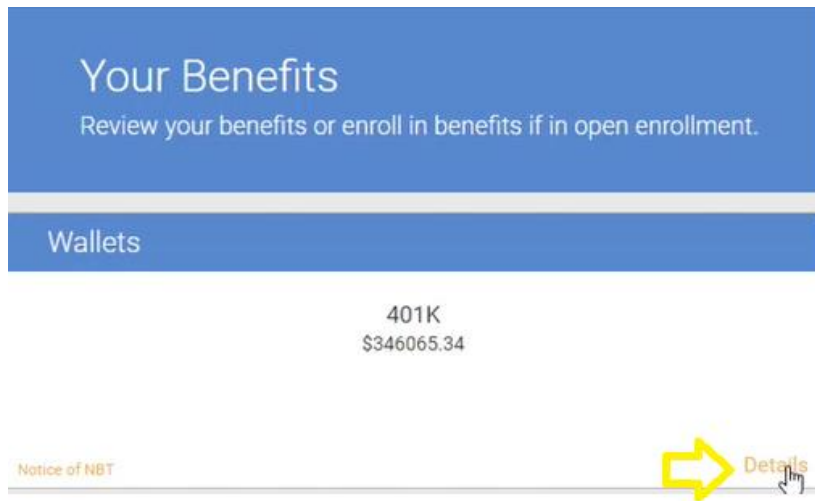 Your Benefits
Review your benefits or enroll in benefits if in open enrollment.
Wallets
401K
$346065.34
Notice of NBT
Details